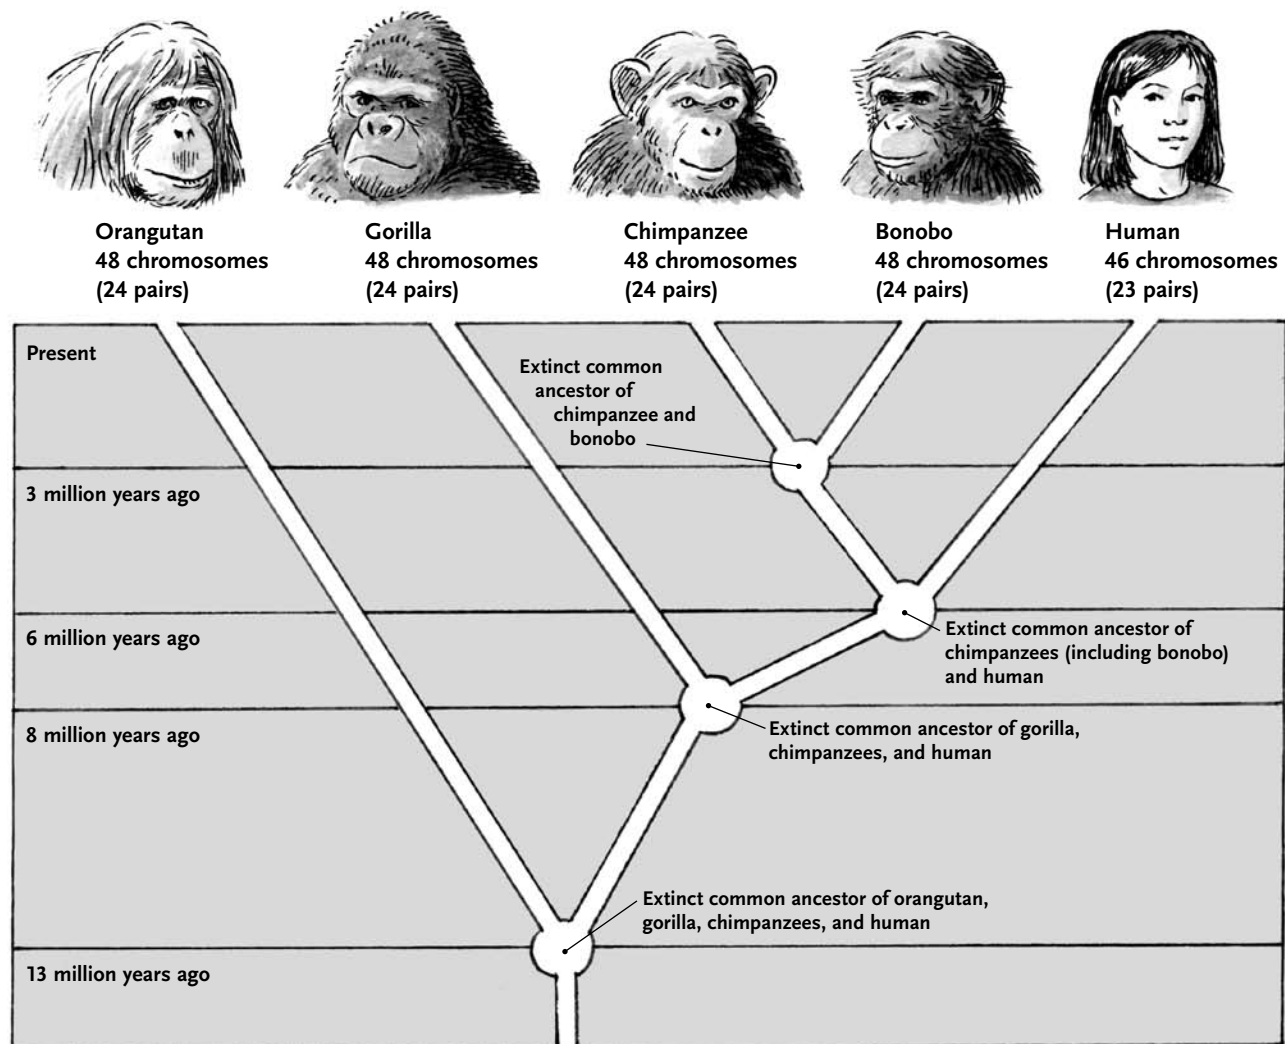 Orangutan
48 chromosomes
(24 pairs)
Gorilla
48 chromosomes
(24 pairs)
Chimpanzee
48 chromosomes
(24 pairs)
Bonobo
48 chromosomes
(24 pairs)
Human
46 chromosomes
(23 pairs)
Present
Extinct common
ancestor of
chimpanzee and
bonobo
3 million years ago
6 million years ago
Extinct common ancestor of
chimpanzees (including bonobo)
and human
8 million years ago
Extinct common ancestor of gorilla,
chimpanzees, and human
Extinct common ancestor of orangutan,
gorilla, chimpanzees, and human
13 million years ago